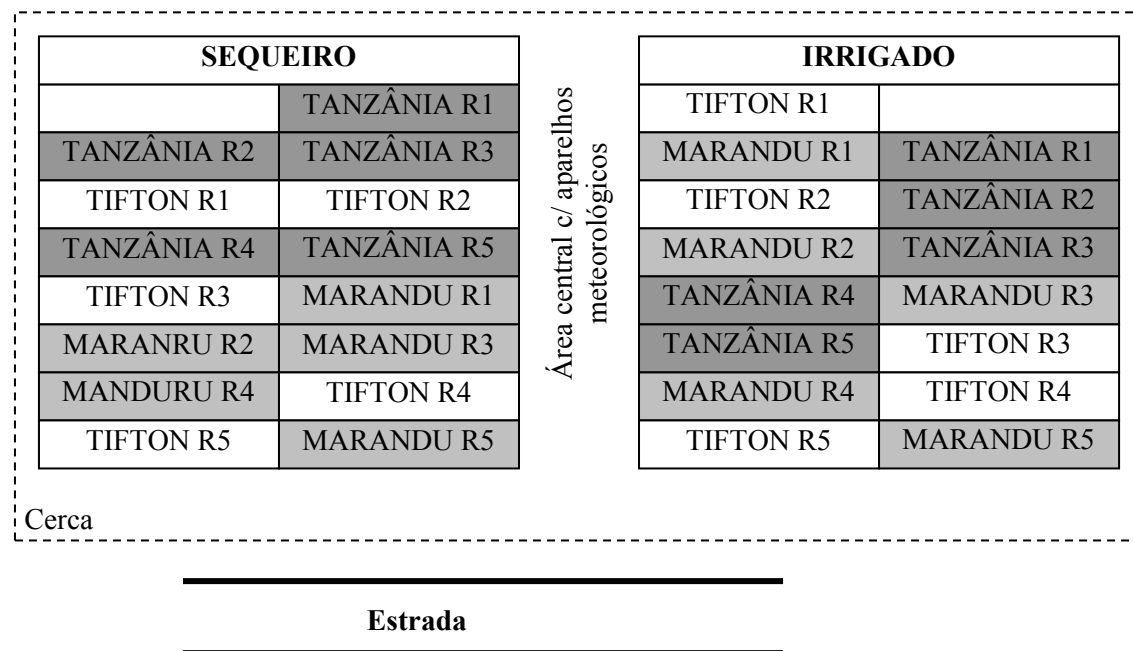 SEQUEIRO
TANZÂNIA R1
TANZÂNIA R2 TANZÂNIA R3
TIFTON R1 TIFTON R2
TANZÂNIA R4 TANZÂNIA R5
TIFTON R3 MARANDU R1
MARANRU R2 MARANDU R3
MANDURU R4 TIFTON R4
TIFTON R5 MARANDU R5
Área central c/ aparelhos
meteorológicos
IRRIGADO
TIFTON R1
MARANDU R1 TANZÂNIA R1
TIFTON R2 TANZÂNIA R2
MARANDU R2 TANZÂNIA R3
TANZÂNIA R4 MARANDU R3
TANZÂNIA R5 TIFTON R3
MARANDU R4 TIFTON R4
TIFTON R5 MARANDU R5
Cerca
Estrada